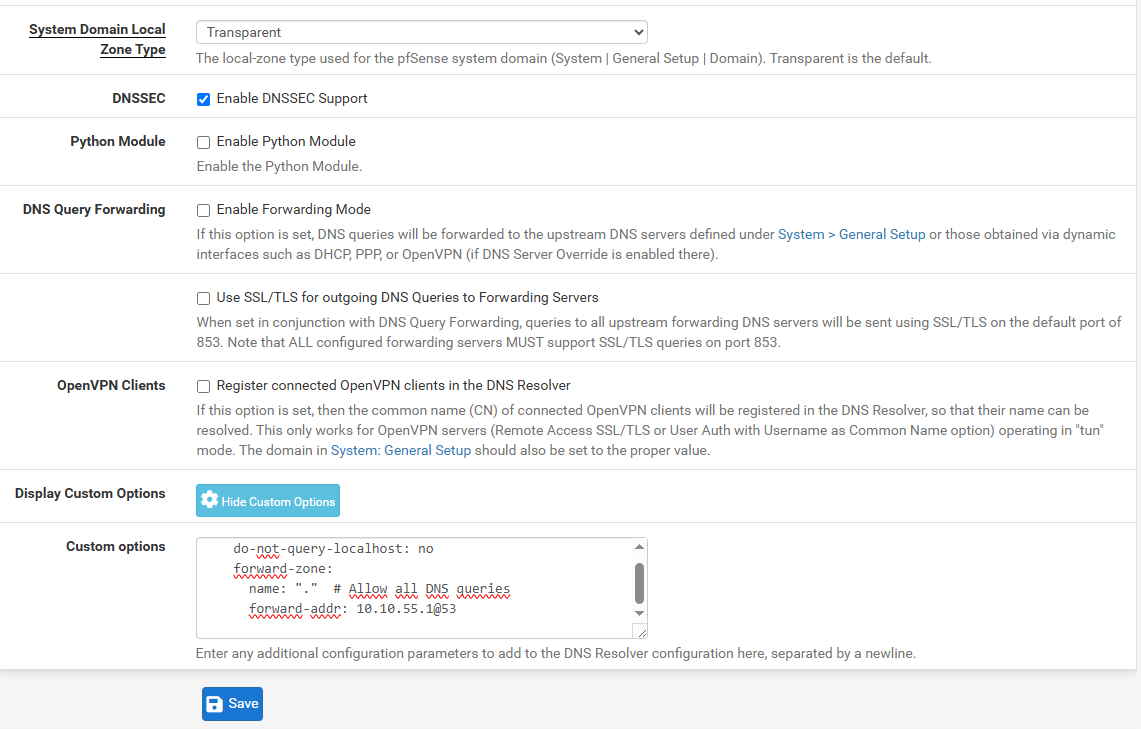 System Domain Local
Zone Type
Transparent
The local-zone type used for the pfSense system domain (System | General Setup | Domain). Transparent is the default.
DNSSEC
Enable DNSSEC Support
Python Module
Enable Python Module
Enable the Python Module.
DNS Query Forwarding
Enable Forwarding Mode
If this option is set, DNS queries will be forwarded to the upstream DNS servers defined under System > General Setup or those obtained via dynamic
interfaces such as DHCP, PPP, or OpenVPN (if DNS Server Override is enabled there).
Use SSL/TLS for outgoing DNS Queries to Forwarding Servers
When set in conjunction with DNS Query Forwarding, queries to all upstream forwarding DNS servers will be sent using SSL/TLS on the default port of
853. Note that ALL configured forwarding servers MUST support SSL/TLS queries on port 853.
OpenVPN Clients
Register connected OpenVPN clients in the DNS Resolver
If this option is set, then the common name (CN) of connected OpenVPN clients will be registered in the DNS Resolver, so that their name can be
resolved. This only works for OpenVPN servers (Remote Access SSL/TLS or User Auth with Username as Common Name option) operating in "tun"
mode. The domain in System: General Setup should also be set to the proper value.
Display Custom Options
Hide Custom Options
Custom options
do-not-query-localhost: no
forward-zone:
name: "." # Allow all DNS queries
forward-addr: 10.10.55.1@53
Enter any additional configuration parameters to add to the DNS Resolver configuration here, separated by a newline.
Save